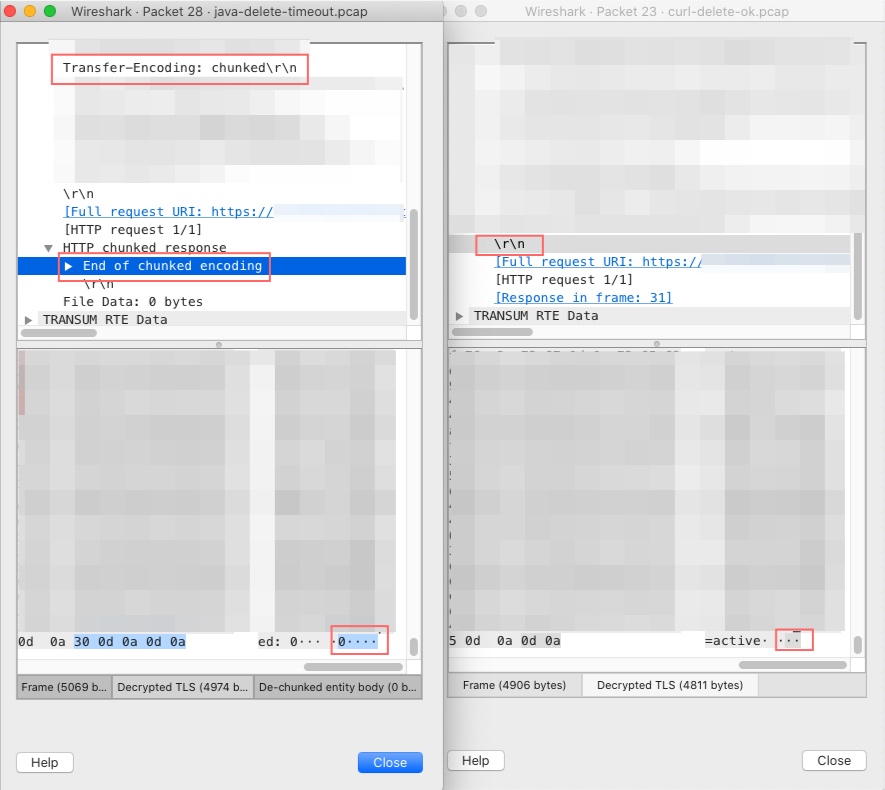 Wireshark · Packet 28 · java-delete-timeout.pcap
Transfer-Encoding: chunked\r\n
\r\n
[Full request URI: https://
[HTTP request 1/1]
HTTP chunked response
End of chunked encoding
\r\n
File Data: 0 bytes
TRANSUM RTE Data
0d 0a 30 0d 0a 0d 0a ed: 0··· ·0····
Frame (5069 b... Decrypted TLS (4974 b... De-chunked entity body (0 b...
Help Close
Wireshark · Packet 23 · curl-delete-ok.pcap
\r\n
[Full request URI: https://
[HTTP request 1/1]
[Response in frame: 31]
TRANSUM RTE Data
5 0d 0a 0d 0a =active· ···
Frame (4906 bytes) Decrypted TLS (4811 bytes)
Help Close